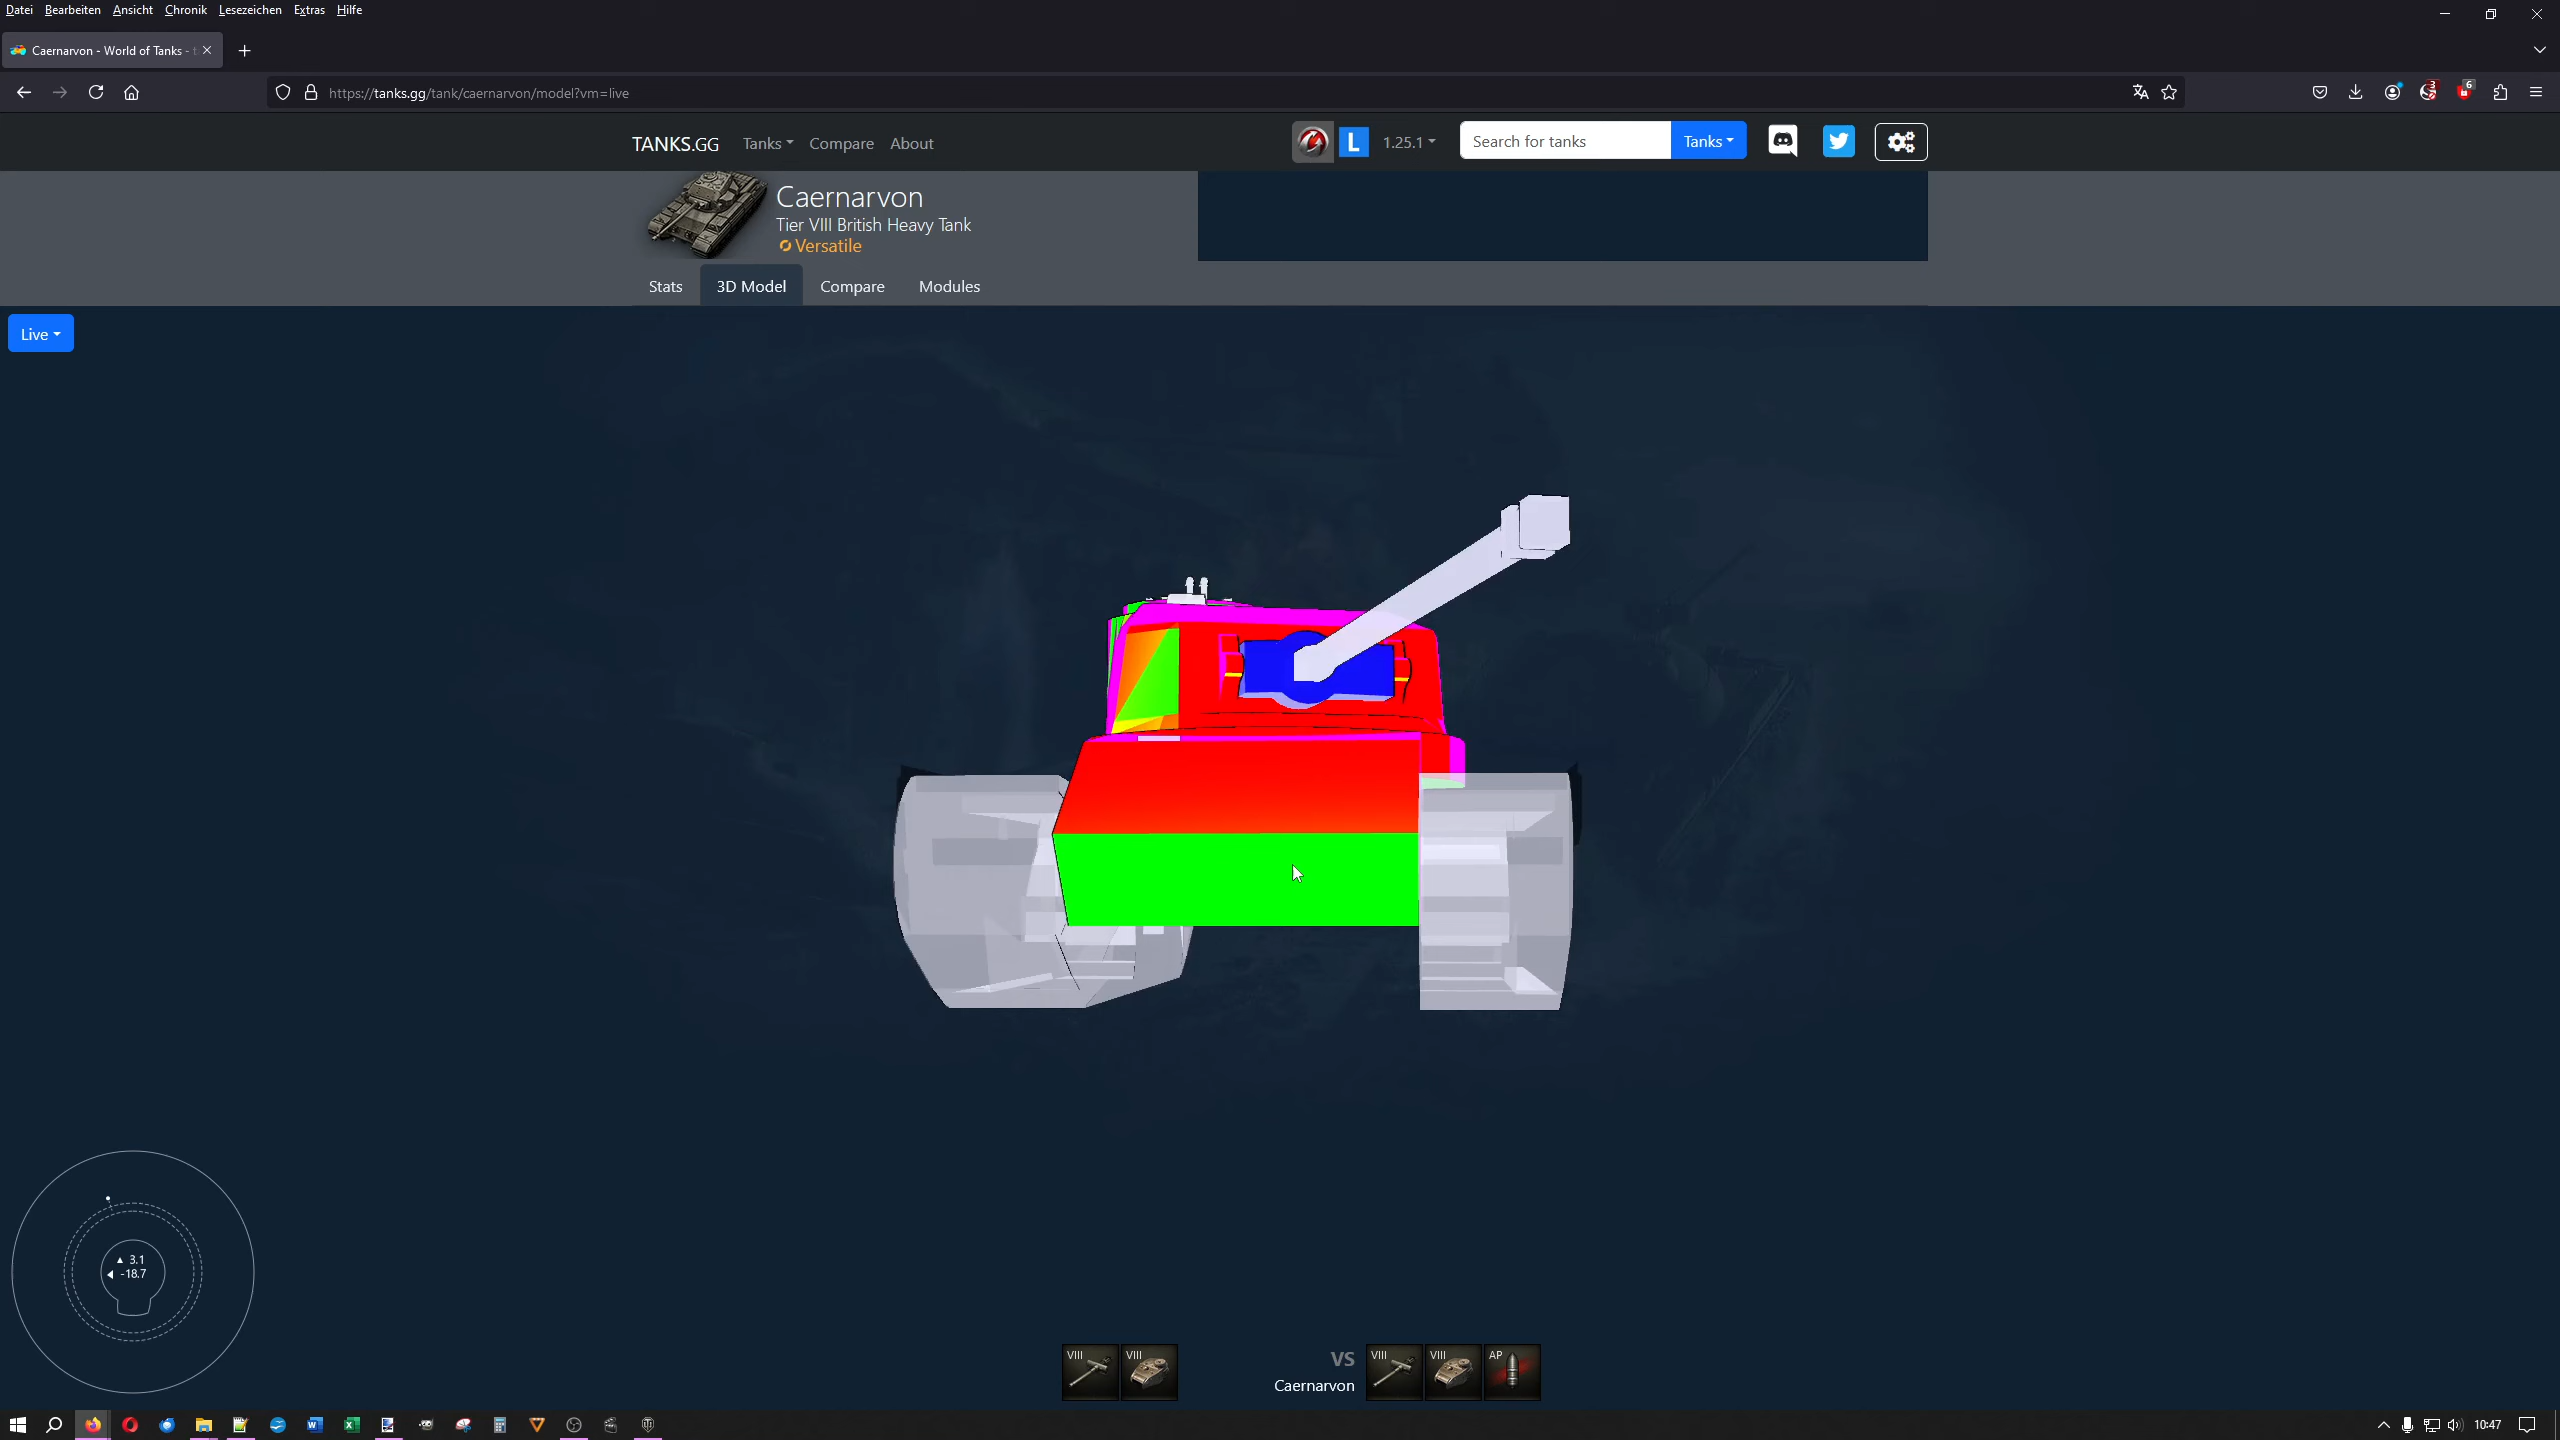 Datei Bearbeiten Ansicht Chronik Lesezeichen Extras Hilfe
Caernarvon - World of Tanks - t
https://tanks.gg/tank/caernarvon/model?vm=live
3
6
TANKS.GG Tanks Compare About
L
1.25.1
Search for tanks
Tanks
Caernarvon
Tier VIII British Heavy Tank
Versatile
Stats 3D Model Compare Modules
Live
3.1
-18.7
VIII VIII
VS
Caernarvon
VIII VIII AP
10:47